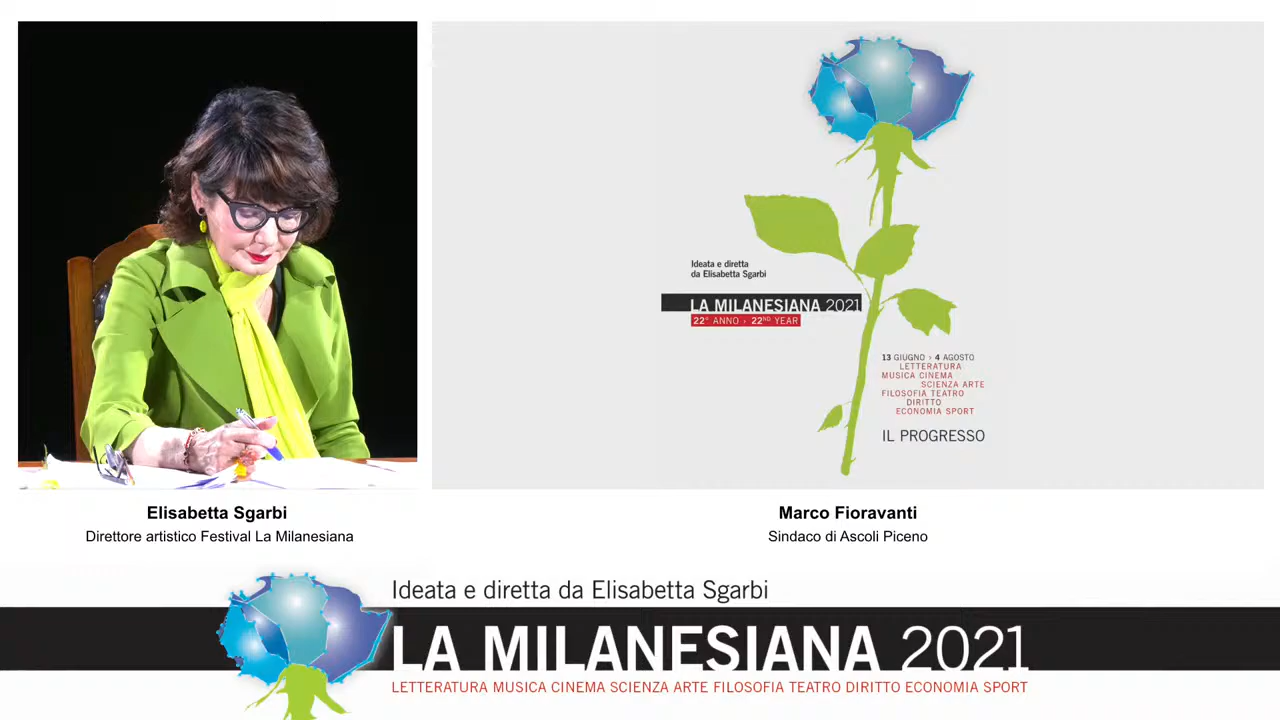 Ideata e diretta
da Elisabetta Sgarbi
LA MILANESIANA 2021
22° ANNO › 22ND YEAR
13 GIUGNO › 4 AGOSTO
LETTERATURA
MUSICA CINEMA
SCIENZA ARTE
FILOSOFIA TEATRO
DIRITTO
ECONOMIA SPORT
IL PROGRESSO
Elisabetta Sgarbi
Direttore artistico Festival La Milanesiana
Marco Fioravanti
Sindaco di Ascoli Piceno
Ideata e diretta da Elisabetta Sgarbi
LA MILANESIANA 2021
LETTERATURA MUSICA CINEMA SCIENZA ARTE FILOSOFIA TEATRO DIRITTO ECONOMIA SPORT